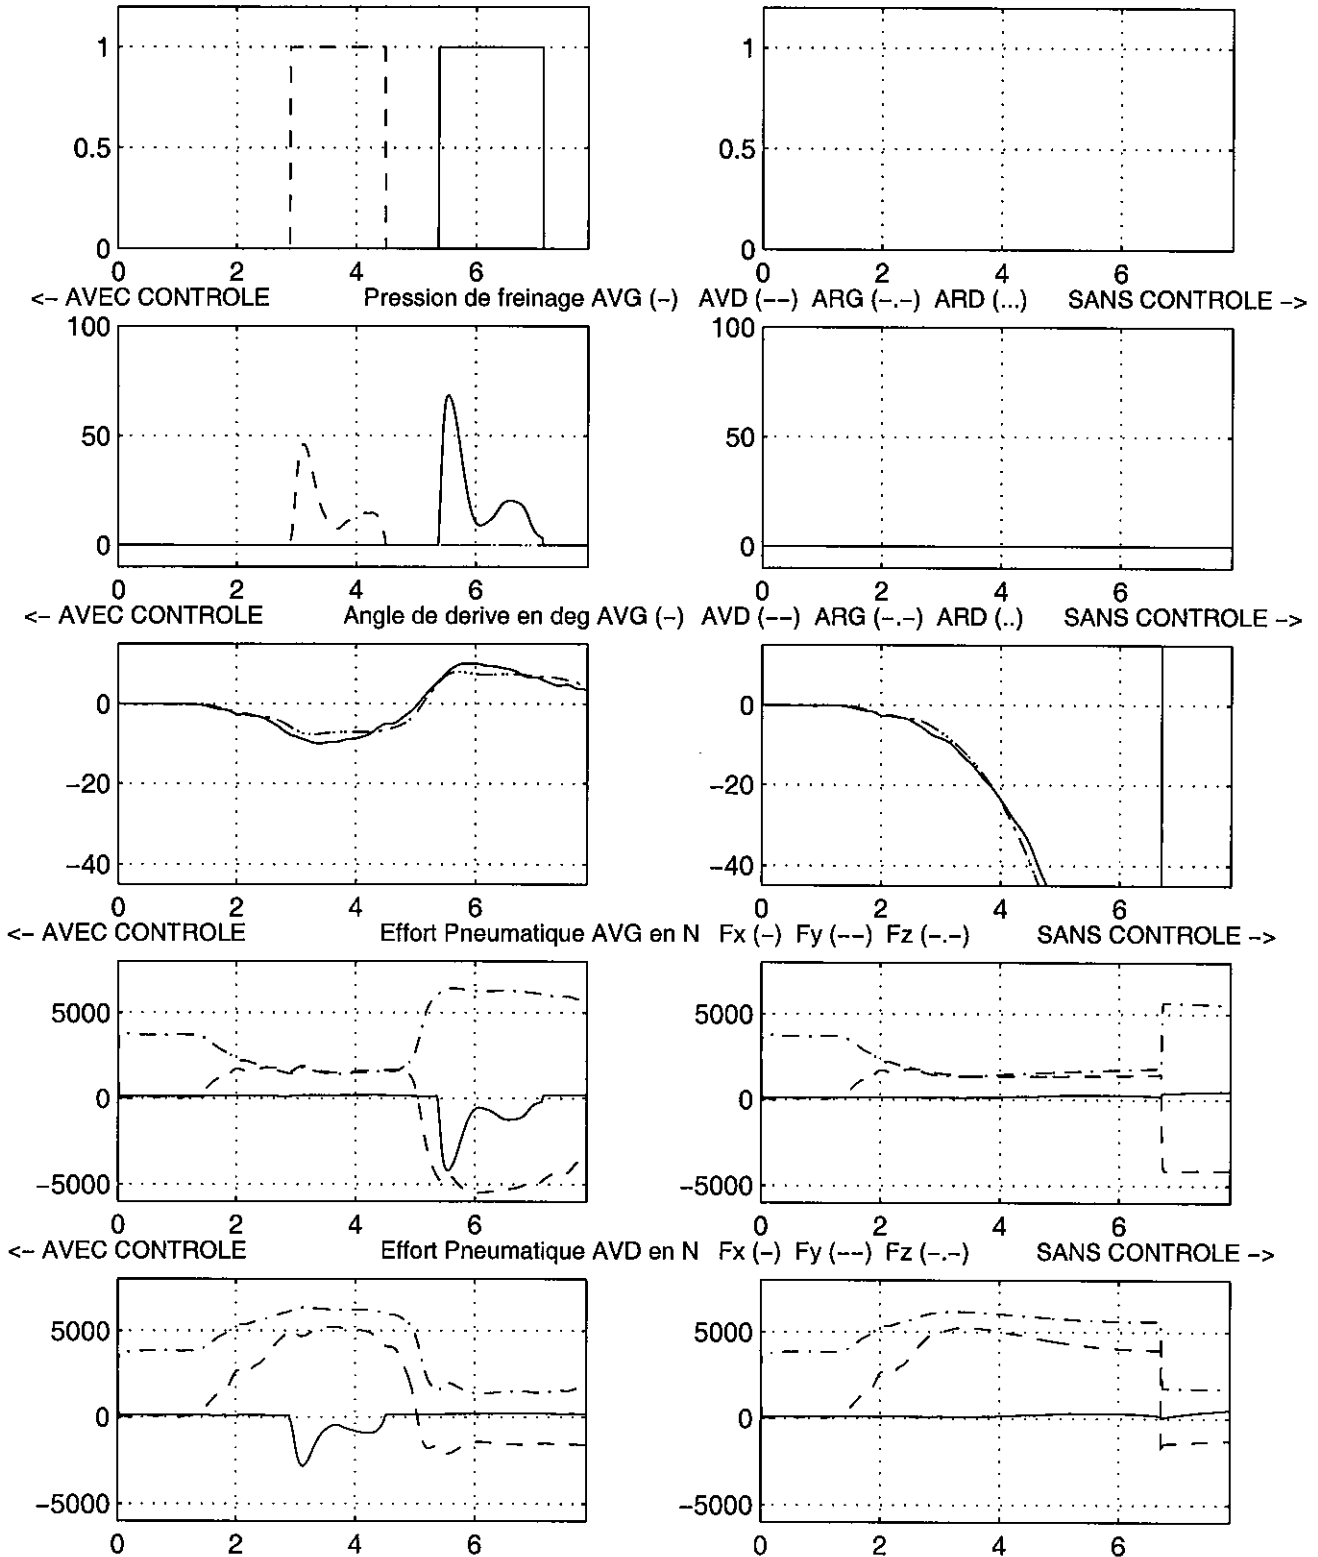 1 1
0.5 0.5
0 0
0 2 4 6 0 2 4 6
<- AVEC CONTROLE Pression de freinage AVG (-) AVD (--) ARG (-.-) ARD (...) SANS CONTROLE ->
100 100
50 50
0 0
0 2 4 6 0 2 4 6
<- AVEC CONTROLE Angle de derive en deg AVG (-) AVD (--) ARG (-.-) ARD (..) SANS CONTROLE ->
0 0
-20 -20
-40 -40
0 2 4 6 0 2 4 6
<- AVEC CONTROLE Effort Pneumatique AVG en N Fx (-) Fy (--) Fz (-.-) SANS CONTROLE ->
5000 5000
0 0
-5000 -5000
0 2 4 6 0 2 4 6
<- AVEC CONTROLE Effort Pneumatique AVD en N Fx (-) Fy (--) Fz (-.-) SANS CONTROLE ->
5000 5000
0 0
-5000 -5000
0 2 4 6 0 2 4 6